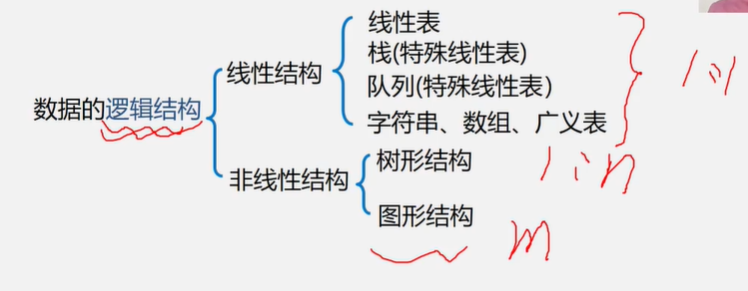 线性表
栈(特殊线性表)
线性结构
队列(特殊线性表)
1:1
数据的逻辑结构
字符串、数组、广义表
树形结构
1:n
非线性结构
图形结构